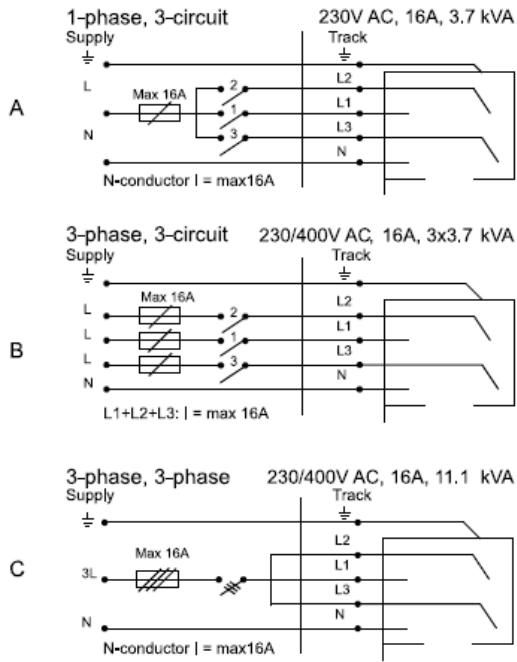 1-phase, 3-circuit 230V AC, 16A, 3.7 kVA
Supply Track
L Max 16A 2 L2
A 1 L1
N 3 L3
N
N-conductor I = max16A
3-phase, 3-circuit 230/400V AC, 16A, 3x3.7 kVA
Supply Track
Max 16A
L 2 L2
B L 1 L1
L 3 L3
N N
L1+L2+L3: I = max 16A
3-phase, 3-phase 230/400V AC, 16A, 11.1 kVA
Supply Track
L2
C 3L Max 16A L1
L3
N N
N-conductor I = max16A